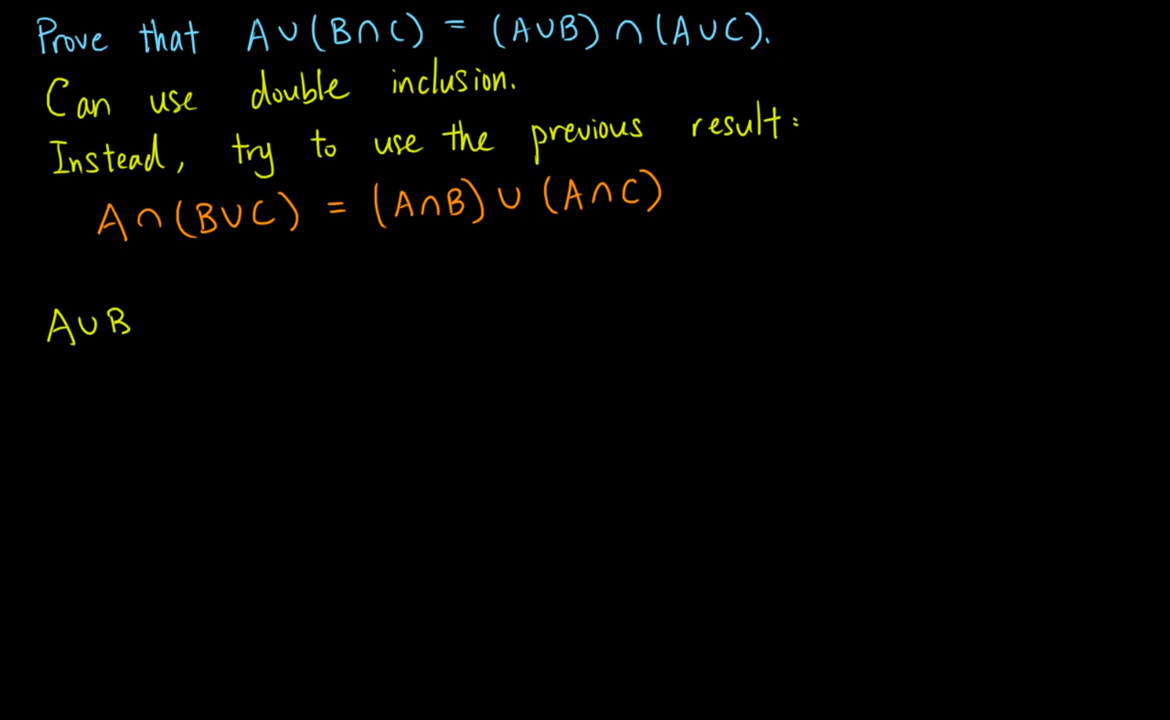 Prove that A∪(B∩C) = (A∪B)∩(A∪C).
Can use double inclusion.
Instead, try to use the previous result:
A∩(B∪C) = (A∩B)∪(A∩C)
A∪B